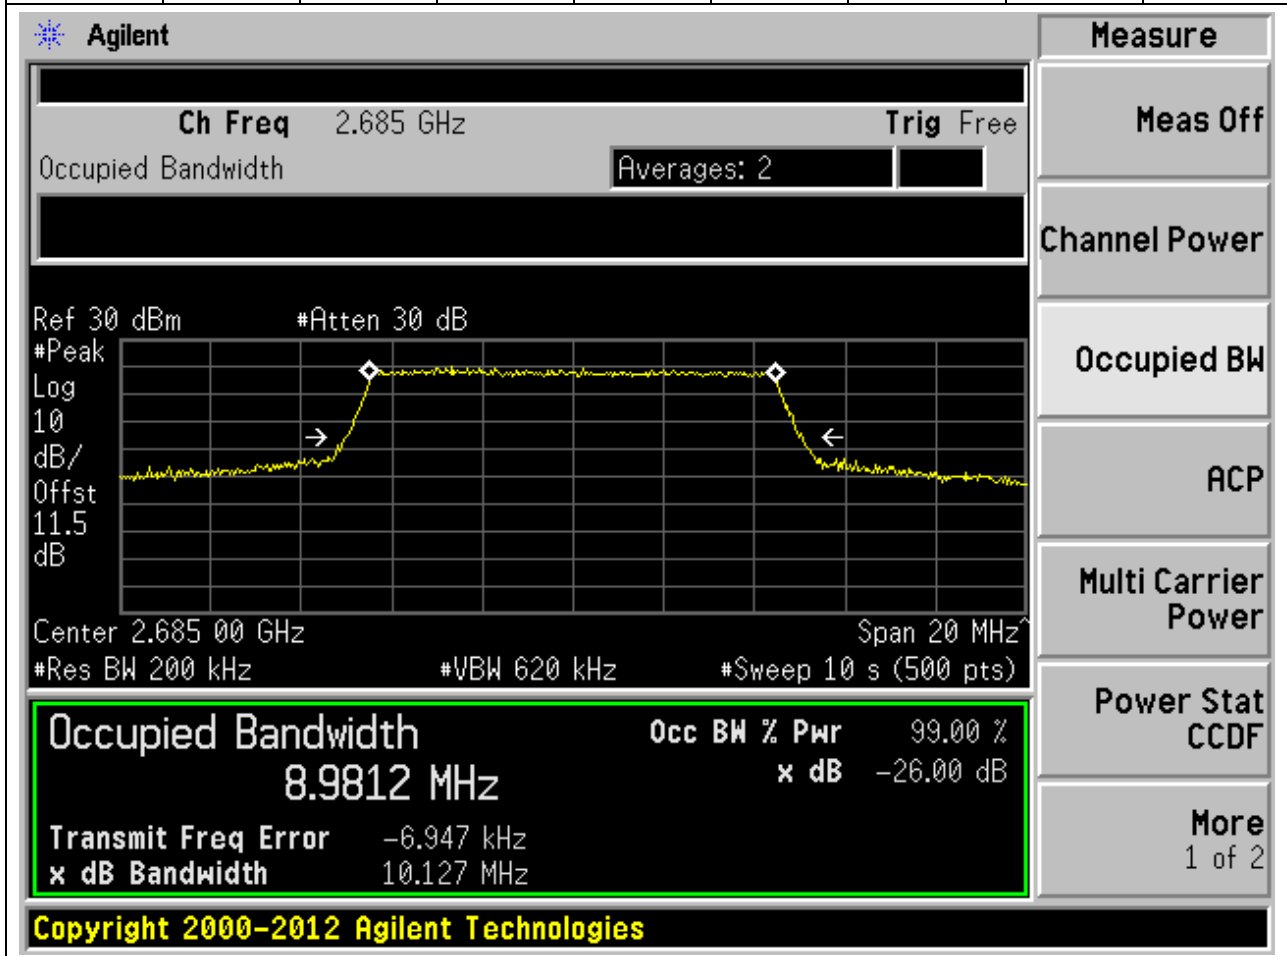 Agilent
Measure
Ch Freq 2.685 GHz Trig Free
Occupied Bandwidth Averages: 2
Meas Off
Channel Power
Occupied BW
ACP
Multi Carrier
Power
Power Stat
CCDF
More
1 of 2
Ref 30 dBm #Atten 30 dB
#Peak
Log
10
dB/
Offst
11.5
dB
Center 2.685 00 GHz Span 20 MHz^
#Res BW 200 kHz #VBW 620 kHz #Sweep 10 s (500 pts)
Occupied Bandwidth Occ BW % Pwr 99.00 %
8.9812 MHz x dB -26.00 dB
Transmit Freq Error -6.947 kHz
x dB Bandwidth 10.127 MHz
Copyright 2000-2012 Agilent Technologies